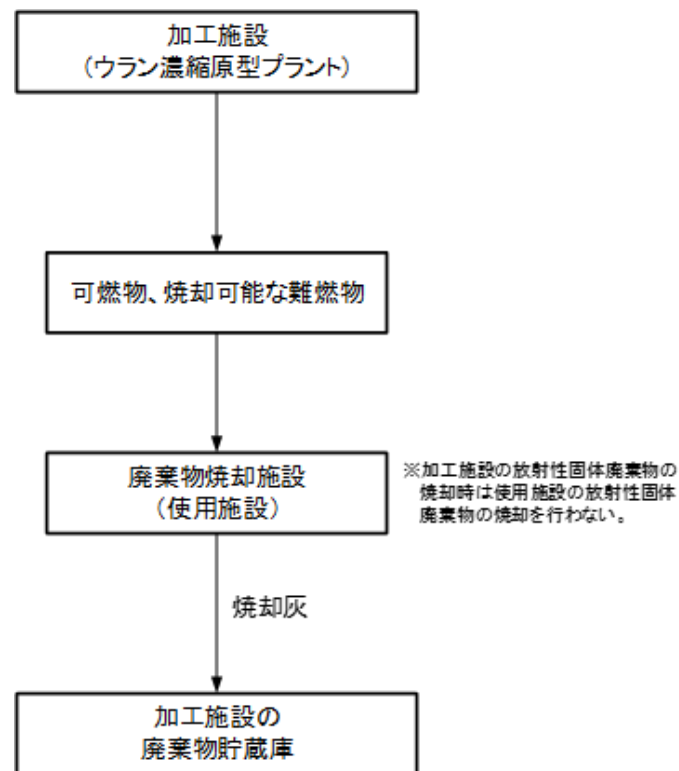 加工施設
（ウラン濃縮原型プラント）
可燃物、焼却可能な難燃物
廃棄物焼却施設
（使用施設）
※加工施設の放射性固体廃棄物の
焼却時は使用施設の放射性固体
廃棄物の焼却を行わない。
焼却灰
加工施設の
廃棄物貯蔵庫